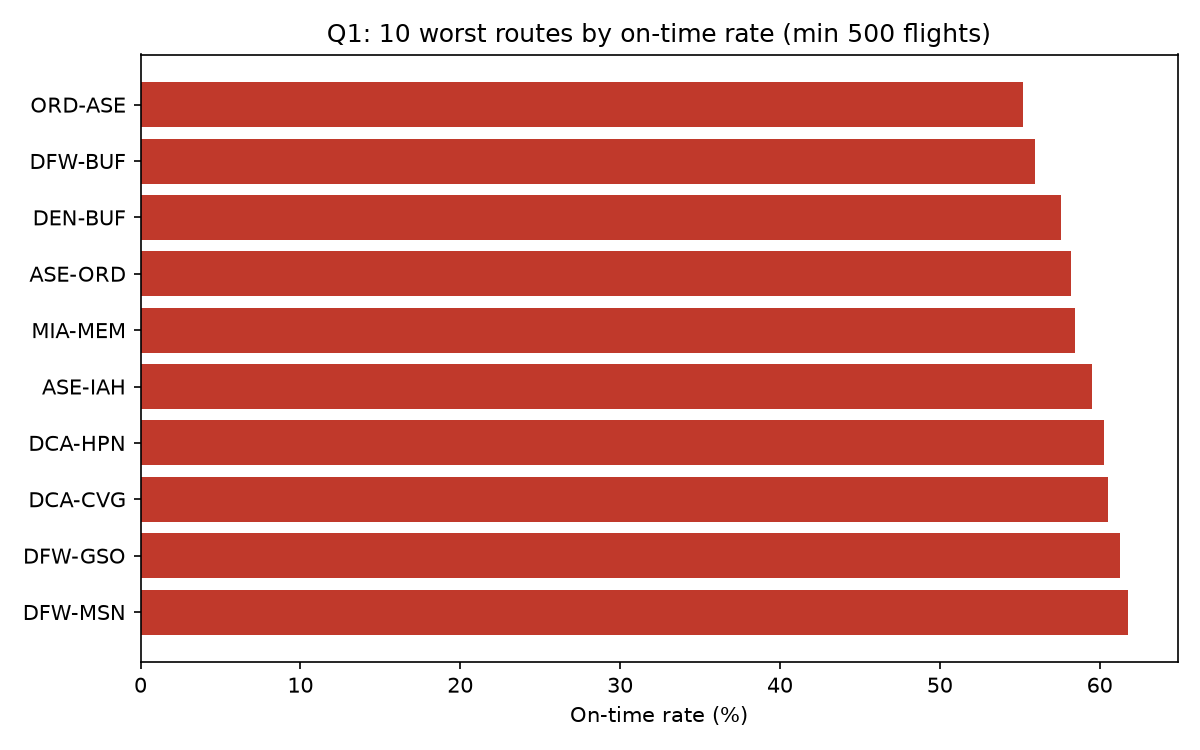 Q1: 10 worst routes by on-time rate (min 500 flights)
ORD-ASE
DFW-BUF
DEN-BUF
ASE-ORD
MIA-MEM
ASE-IAH
DCA-HPN
DCA-CVG
DFW-GSO
DFW-MSN
0 10 20 30 40 50 60
On-time rate (%)